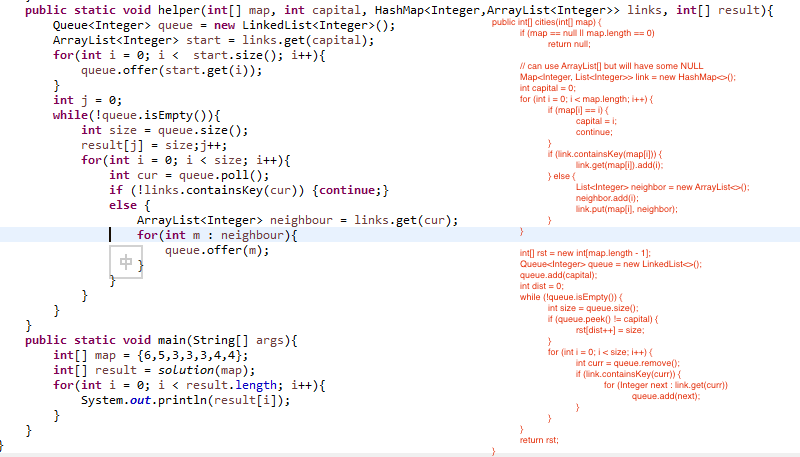 public static void helper(int[] map, int capital, HashMap<Integer,ArrayList<Integer>> links, int[] result){
Queue<Integer> queue = new LinkedList<Integer>();
ArrayList<Integer> start = links.get(capital);
for(int i = 0; i <  start.size(); i++){
queue.offer(start.get(i));
}
int j = 0;
while(!queue.isEmpty()){
int size = queue.size();
result[j] = size;j++;
for(int i = 0; i < size; i++){
int cur = queue.poll();
if (!links.containsKey(cur)) {continue;}
else {
ArrayList<Integer> neighbour = links.get(cur);
for(int m : neighbour){
queue.offer(m);
中 }
}
}
}
}
public static void main(String[] args){
int[] map = {6,5,3,3,3,4,4};
int[] result = solution(map);
for(int i = 0; i < result.length; i++){
System.out.println(result[i]);
}
}
}
public int[] cities(int[] map) {
if (map == null || map.length == 0)
return null;
// can use ArrayList[] but will have some NULL
Map<Integer, List<Integer>> link = new HashMap<>();
int capital = 0;
for (int i = 0; i < map.length; i++) {
if (map[i] == i) {
capital = i;
continue;
}
if (link.containsKey(map[i])) {
link.get(map[i]).add(i);
} else {
List<Integer> neighbor = new ArrayList<>();
neighbor.add(i);
link.put(map[i], neighbor);
}
}
int[] rst = new int[map.length - 1];
Queue<Integer> queue = new LinkedList<>();
queue.add(capital);
int dist = 0;
while (!queue.isEmpty()) {
int size = queue.size();
if (queue.peek() != capital) {
rst[dist++] = size;
}
for (int i = 0; i < size; i++) {
int curr = queue.remove();
if (link.containsKey(curr)) {
for (Integer next : link.get(curr))
queue.add(next);
}
}
}
return rst;
}